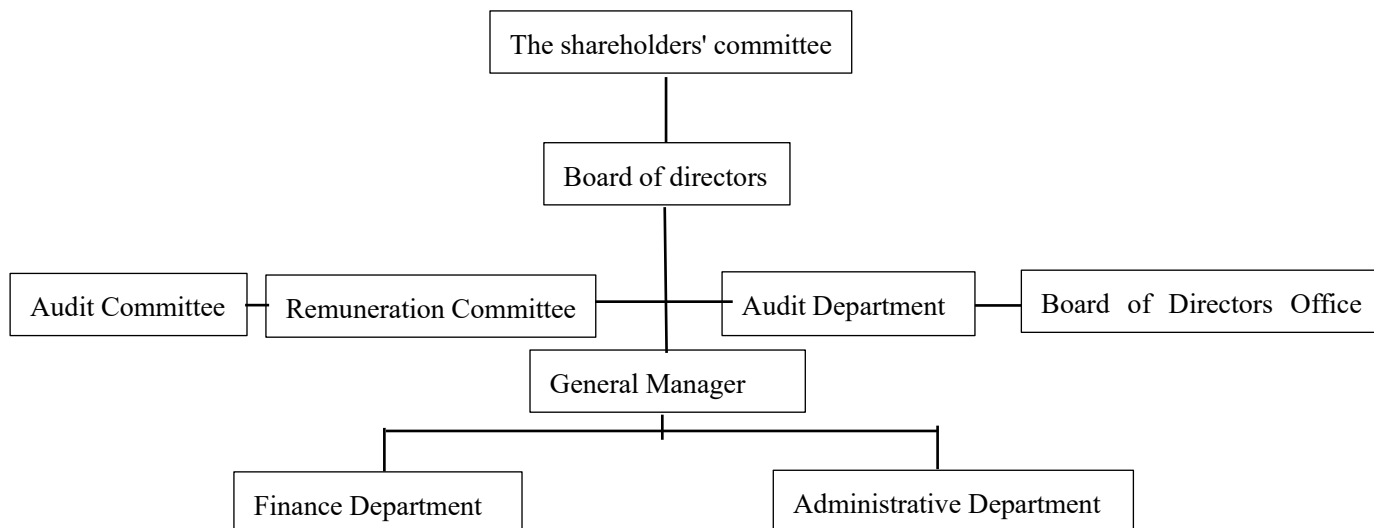 The shareholders' committee
Board of directors
Audit Committee
Remuneration Committee
Audit Department
Board of Directors Office
General Manager
Finance Department
Administrative Department